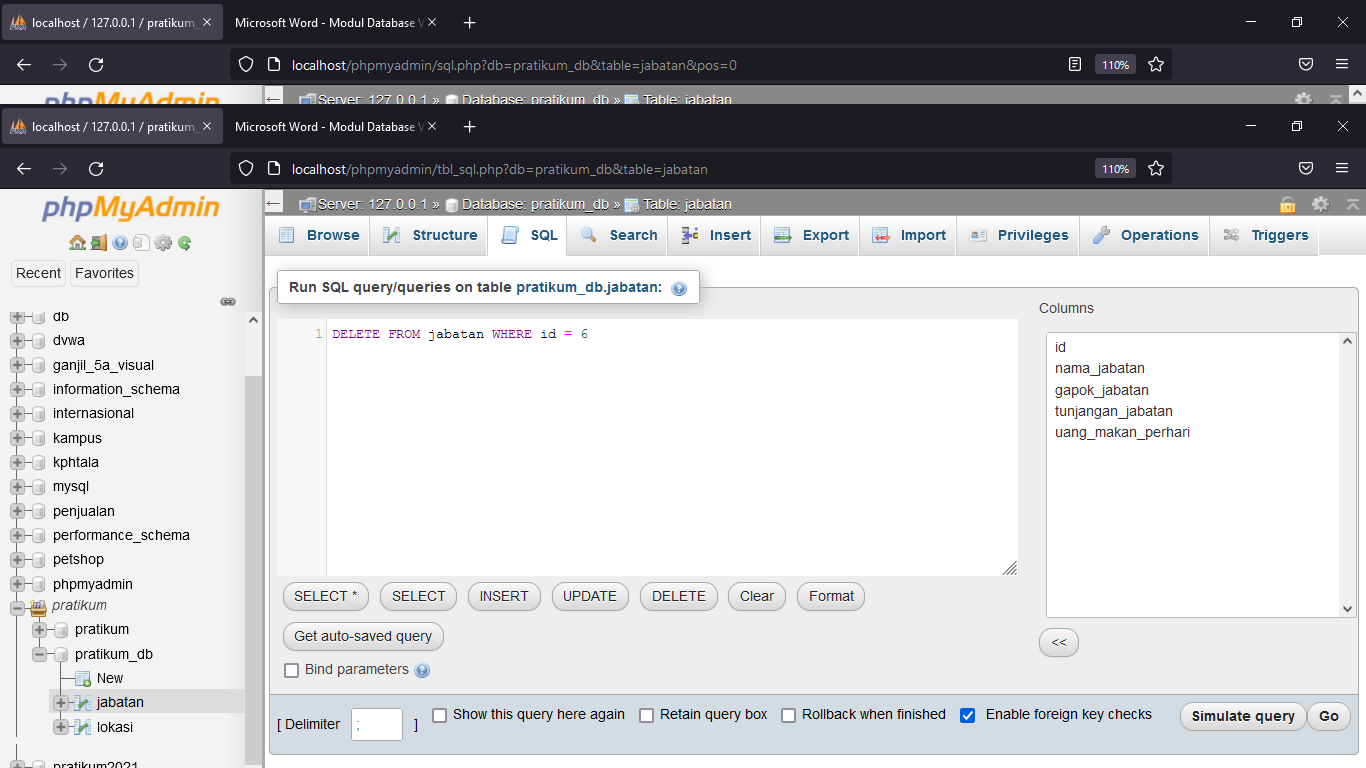 localhost / 127.0.0.1 / pratikum_
Microsoft Word - Modul Database V
localhost/phpmyadmin/sql.php?db=pratikum_db&table=jabatan&pos=0
110%
phpMyAdmin
Server: 127.0.0.1 » Database: pratikum_db » Table: jabatan
localhost / 127.0.0.1 / pratikum_
Microsoft Word - Modul Database V
localhost/phpmyadmin/tbl_sql.php?db=pratikum_db&table=jabatan
110%
phpMyAdmin
Server: 127.0.0.1 » Database: pratikum_db » Table: jabatan
Browse Structure SQL Search Insert Export Import Privileges Operations Triggers
Recent Favorites
db
dvwa
ganjil_5a_visual
information_schema
internasional
kampus
kphtala
mysql
penjualan
performance_schema
petshop
phpmyadmin
pratikum
pratikum
pratikum_db
New
jabatan
lokasi
pratikum2021
Run SQL query/queries on table pratikum_db.jabatan:
1 DELETE FROM jabatan WHERE id = 6
Columns
id
nama_jabatan
gapok_jabatan
tunjangan_jabatan
uang_makan_perhari
<<
SELECT * SELECT INSERT UPDATE DELETE Clear Format
Get auto-saved query
Bind parameters
[ Delimiter ; ] Show this query here again Retain query box Rollback when finished Enable foreign key checks Simulate query Go